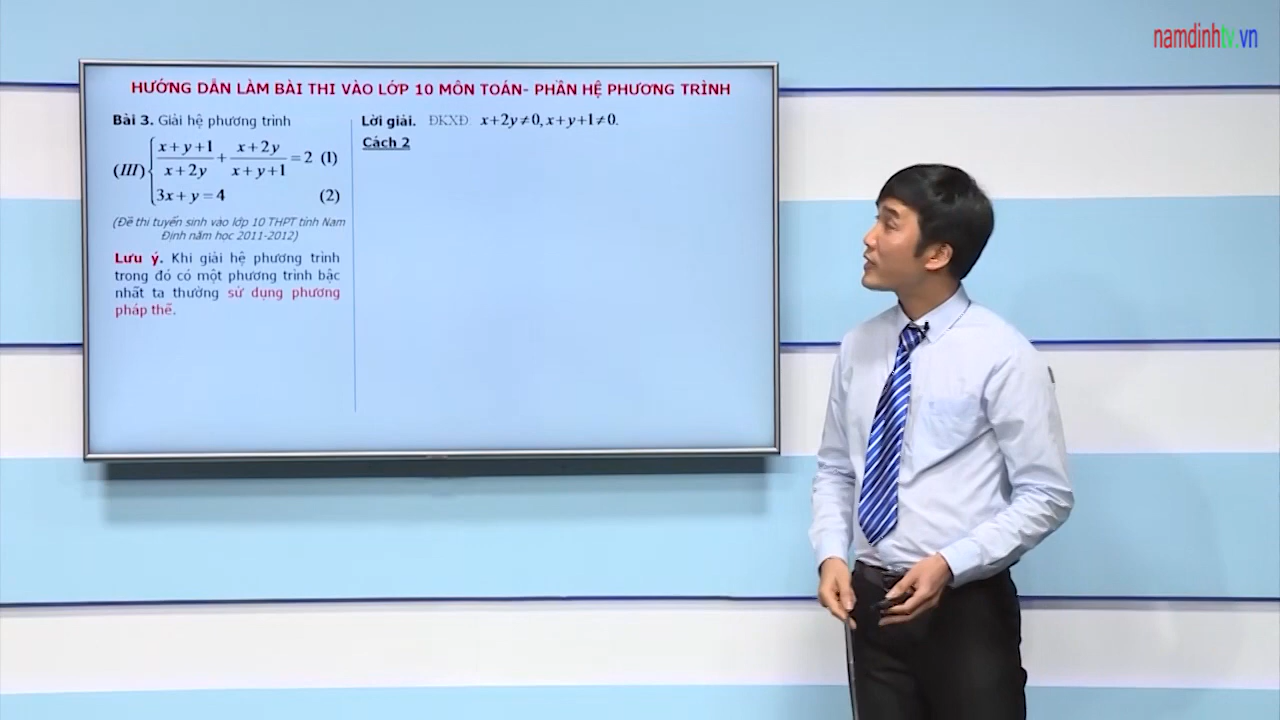 namdinhtv.vn
HƯỚNG DẪN LÀM BÀI THI VÀO LỚP 10 MÔN TOÁN- PHẦN HỆ PHƯƠNG TRÌNH
Bài 3. Giải hệ phương trình
(III) { (x+y+1)/(x+2y) + (x+2y)/(x+y+1) = 2 (1)
3x+y=4 (2)
(Đề thi tuyển sinh vào lớp 10 THPT tỉnh Nam
Định năm học 2011-2012)
Lưu ý. Khi giải hệ phương trình
trong đó có một phương trình bậc
nhất ta thường sử dụng phương
pháp thế.
Lời giải. ĐKXĐ: x+2y≠0, x+y+1≠0.
Cách 2